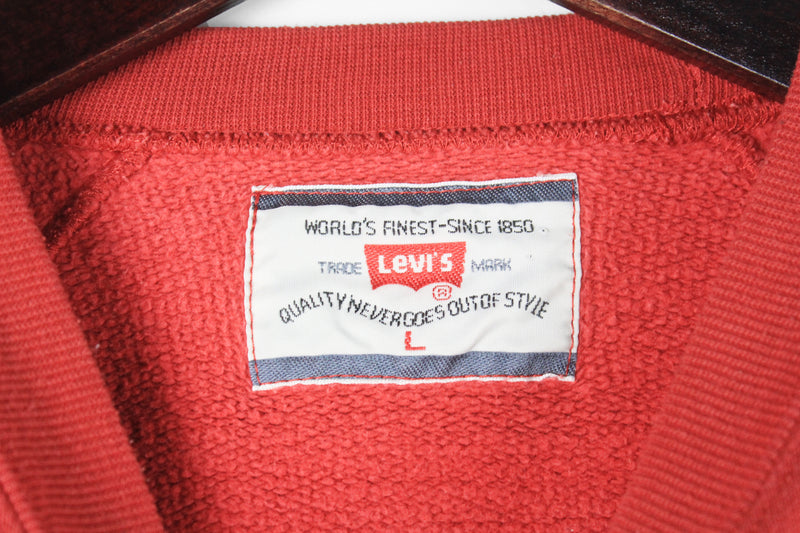 WORLD'S FINEST-SINCE 1850
TRADE LEVI'S MARK
®
QUALITY NEVER GOES OUT OF STYLE
L